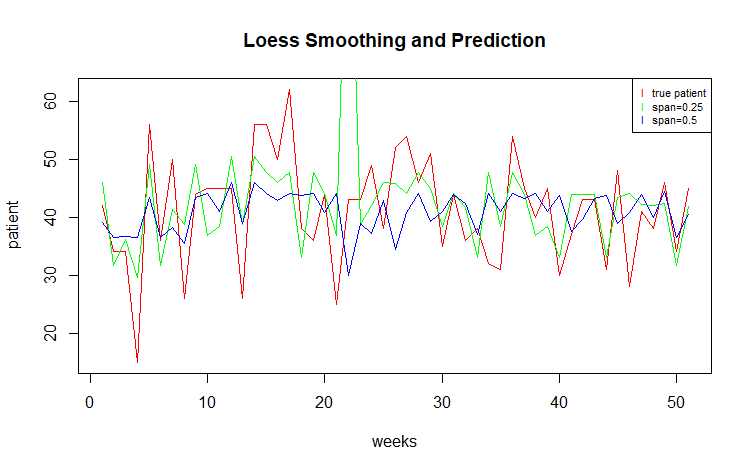 Loess Smoothing and Prediction
true patient
span=0.25
span=0.5
60
50
40
30
20
patient
0 10 20 30 40 50
weeks